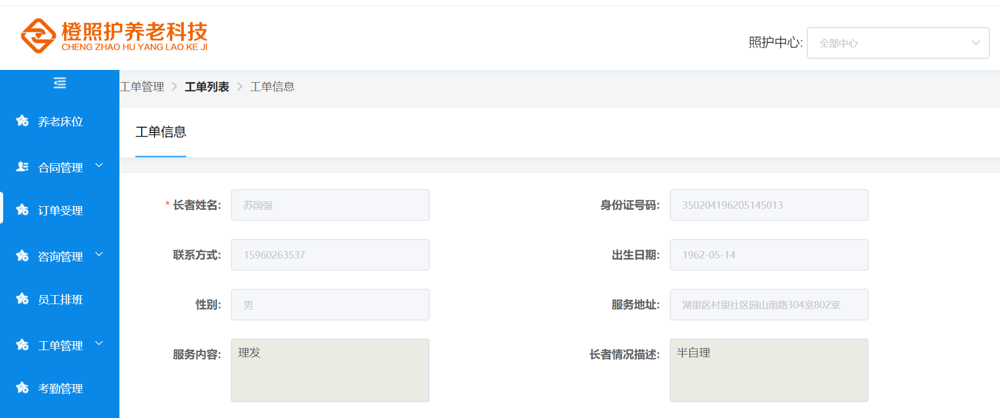 橙照护养老科技
CHENG ZHAO HU YANG LAO KE JI
照护中心: 全部中心
工单管理 > 工单列表 > 工单信息
养老床位
合同管理
订单受理
咨询管理
员工排班
工单管理
考勤管理
工单信息
* 长者姓名: 苏国强
身份证号码: 350204196205145013
联系方式: 15960263537
出生日期: 1962-05-14
性别: 男
服务地址: 湖里区村里社区园山南路304室802室
服务内容: 理发
长者情况描述: 半自理